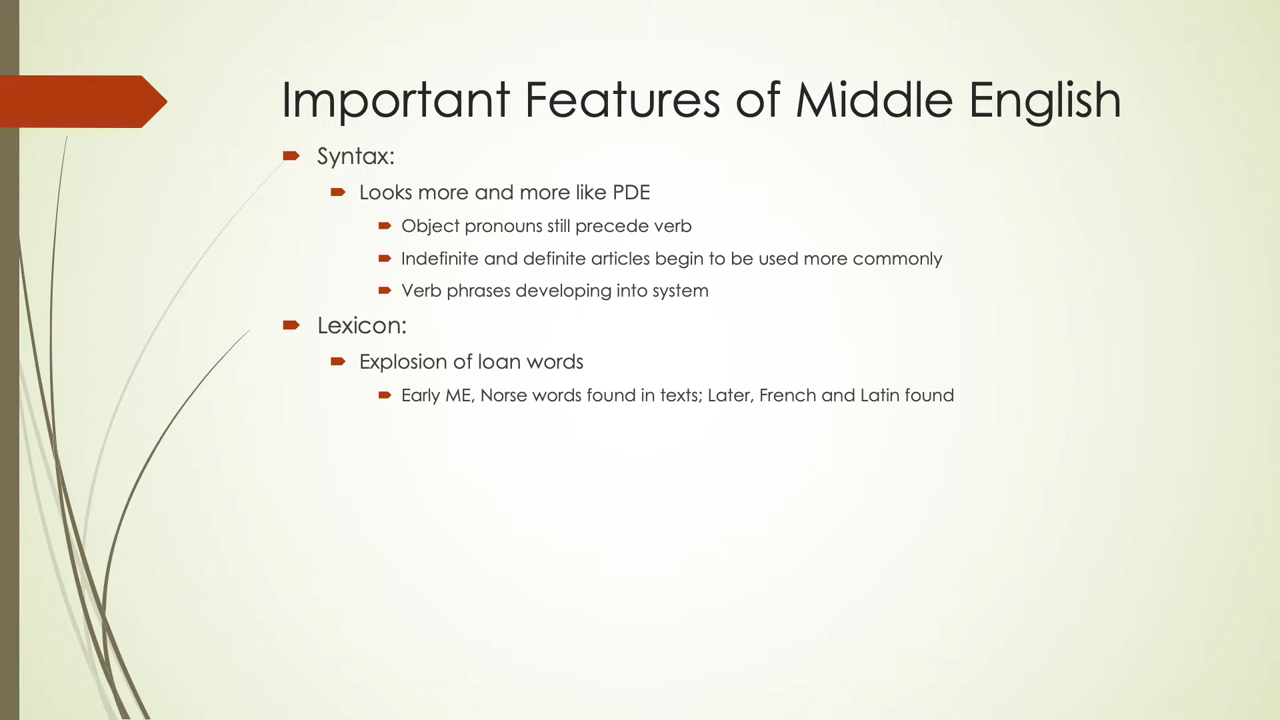 Important Features of Middle English
Syntax:
Looks more and more like PDE
Object pronouns still precede verb
Indefinite and definite articles begin to be used more commonly
Verb phrases developing into system
Lexicon:
Explosion of loan words
Early ME, Norse words found in texts; Later, French and Latin found